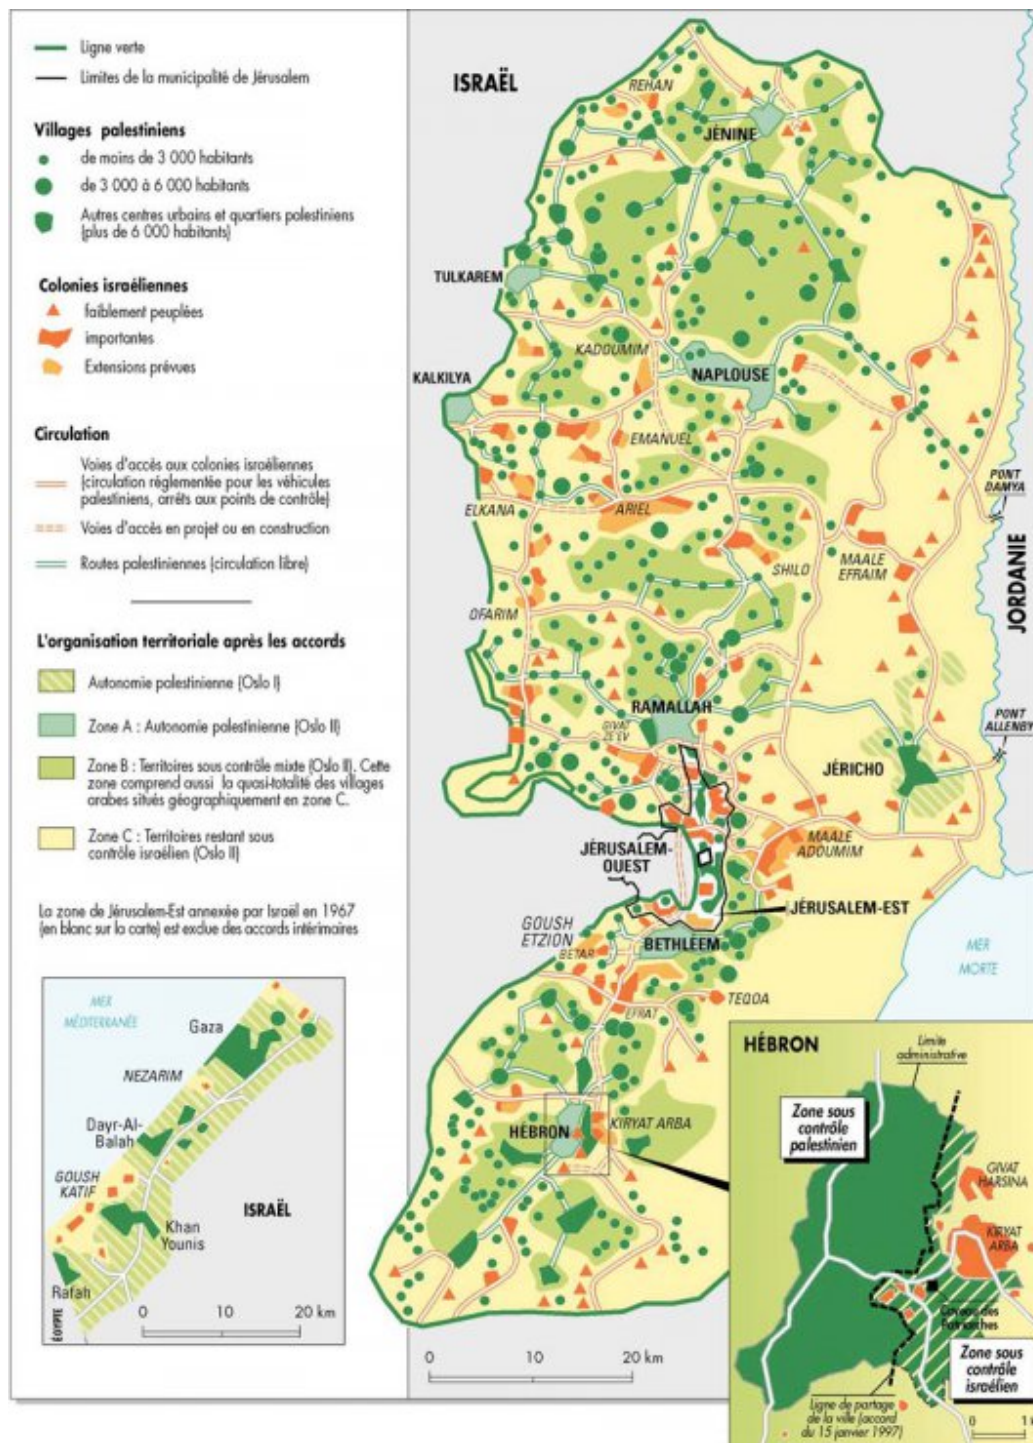 Ligne verte
Limites de la municipalité de Jérusalem
Villages palestiniens
de moins de 3 000 habitants
de 3 000 à 6 000 habitants
Autres centres urbains et quartiers palestiniens
(plus de 6 000 habitants)
Colonies israéliennes
faiblement peuplées
importantes
Extensions prévues
Circulation
Voies d'accès aux colonies israéliennes
(circulation réglementée pour les véhicules
palestiniens, arrêts aux points de contrôle)
Voies d'accès en projet ou en construction
Routes palestiniennes (circulation libre)
L'organisation territoriale après les accords
Autonomie palestinienne (Oslo I)
Zone A : Autonomie palestinienne (Oslo II)
Zone B : Territoires sous contrôle mixte (Oslo II). Cette
zone comprend aussi la quasi-totalité des villages
arabes situés géographiquement en zone C.
Zone C : Territoires restant sous
contrôle israélien (Oslo II)
La zone de Jérusalem-Est annexée par Israël en 1967
(en blanc sur la carte) est exclue des accords intérimaires
MER
MÉDITERRANÉE
Gaza
NEZARIM
Dayr-Al-
Balah
GOUSH
KATIF
ISRAËL
Khan
Younis
Rafah
ÉGYPTE
0 10 20 km
ISRAËL
REHAN
JÉNINE
TULKAREM
KADOUMIM
NAPLOUSE
KALKILYA
EMANUEL
PONT
DAMYA
ELKANA
ARIEL
SHILO
MAALE
EFRAIM
JORDANIE
OFARIM
RAMALLAH
GIVAT
ZE'EV
PONT
ALLENBY
JÉRICHO
JÉRUSALEM-
OUEST
MAALE
ADOUMIM
JÉRUSALEM-EST
GOUSH
ETZION
BETAR
BETHLÉEM
MER
MORTE
TEQOA
EFRAT
HÉBRON
KIRYAT ARBA
0 10 20 km
HÉBRON
Limite
administrative
Zone sous
contrôle
palestinien
GIVAT
HARSINA
KIRYAT
ARBA
Caveau des
Patriarches
Zone sous
contrôle
israélien
Ligne de partage
de la ville (accord
du 15 janvier 1997)
0 1